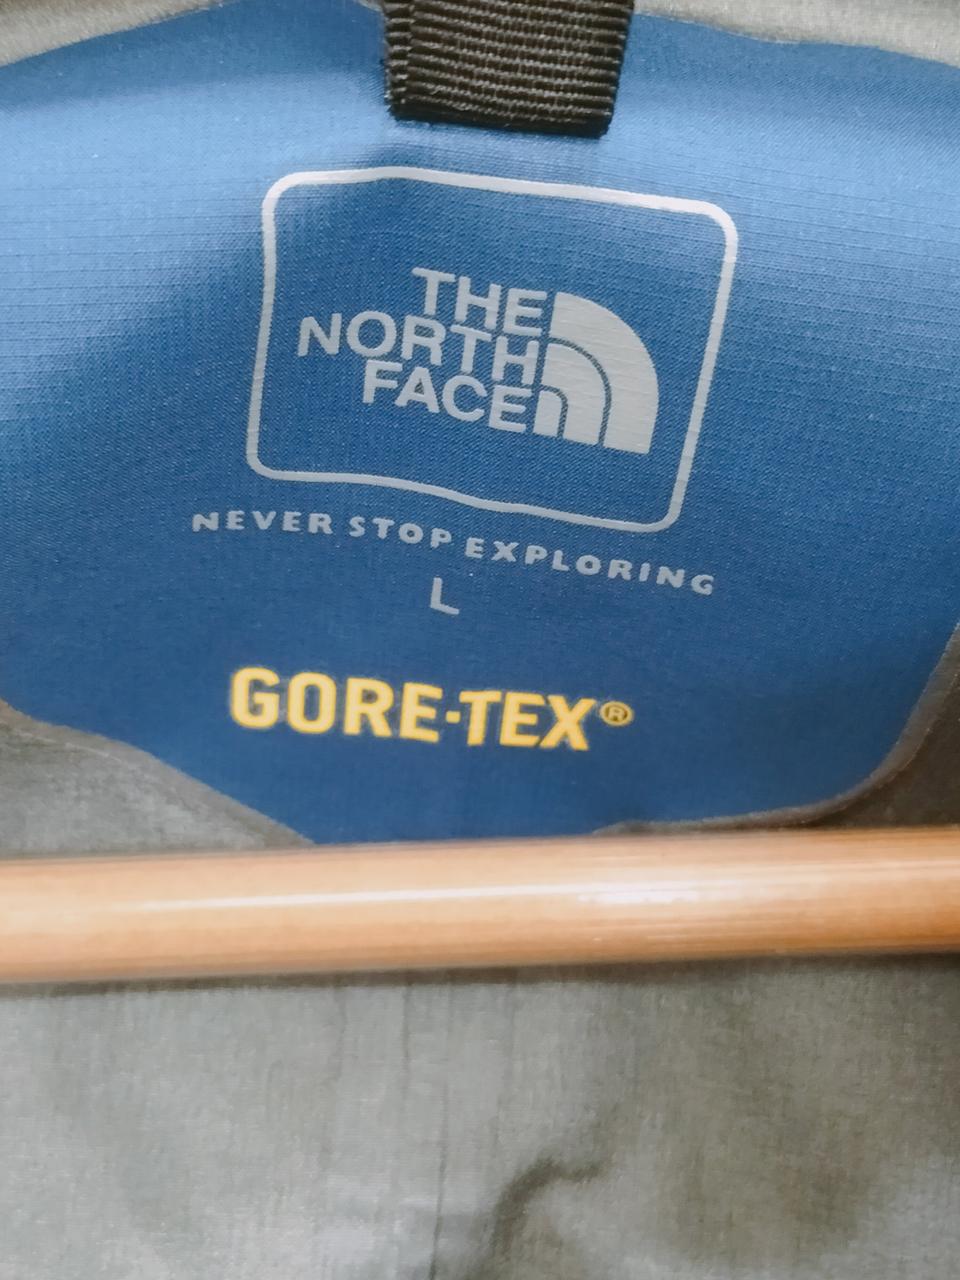 THE
NORTH
FACE
NEVER STOP EXPLORING
L
GORE-TEX®